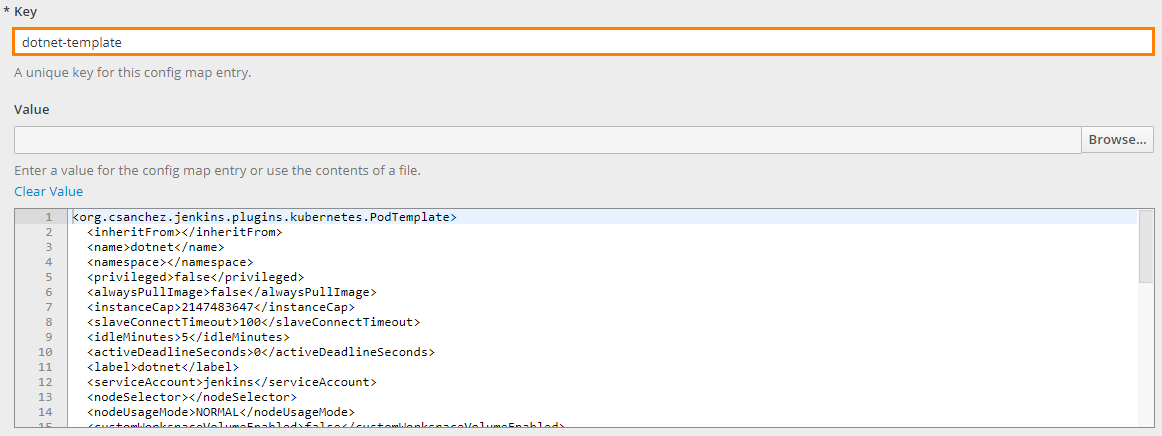 * Key
dotnet-template
A unique key for this config map entry.
Value
Browse...
Enter a value for the config map entry or use the contents of a file.
Clear Value
1 <org.csanchez.jenkins.plugins.kubernetes.PodTemplate>
2 <inheritFrom></inheritFrom>
3 <name>dotnet</name>
4 <namespace></namespace>
5 <privileged>false</privileged>
6 <alwaysPullImage>false</alwaysPullImage>
7 <instanceCap>2147483647</instanceCap>
8 <slaveConnectTimeout>100</slaveConnectTimeout>
9 <idleMinutes>5</idleMinutes>
10 <activeDeadlineSeconds>0</activeDeadlineSeconds>
11 <label>dotnet</label>
12 <serviceAccount>jenkins</serviceAccount>
13 <nodeSelector></nodeSelector>
14 <nodeUsageMode>NORMAL</nodeUsageMode>
15 <customWorkspaceVolumeEnabled>false</customWorkspaceVolumeEnabled>